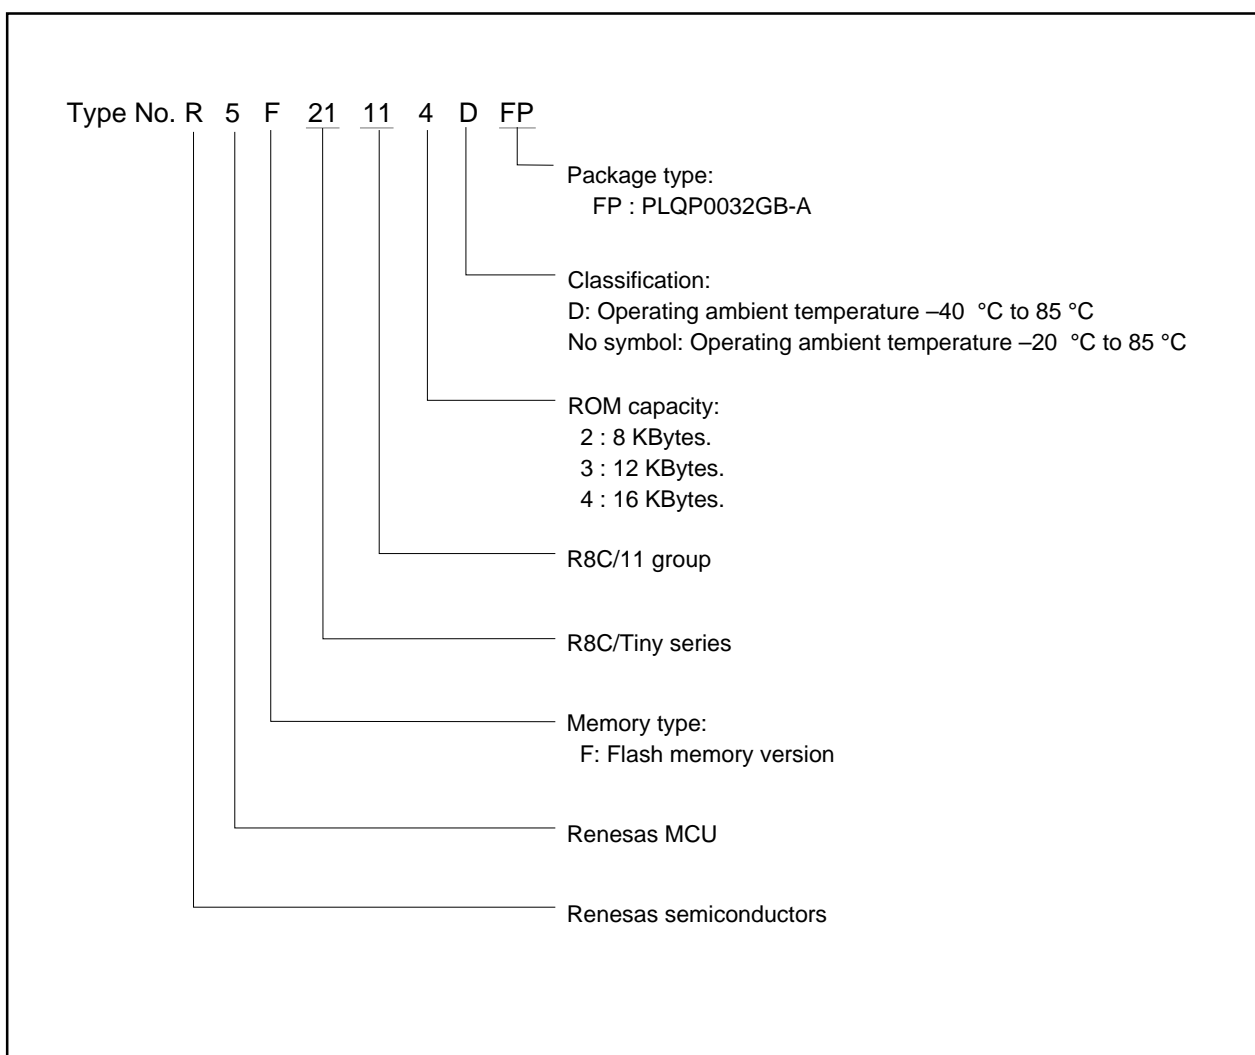 Type No. R 5 F 21 11 4 D FP
Package type:
FP : PLQP0032GB-A
Classification:
D: Operating ambient temperature –40 °C to 85 °C
No symbol: Operating ambient temperature –20 °C to 85 °C
ROM capacity:
2 : 8 KBytes.
3 : 12 KBytes.
4 : 16 KBytes.
R8C/11 group
R8C/Tiny series
Memory type:
F: Flash memory version
Renesas MCU
Renesas semiconductors